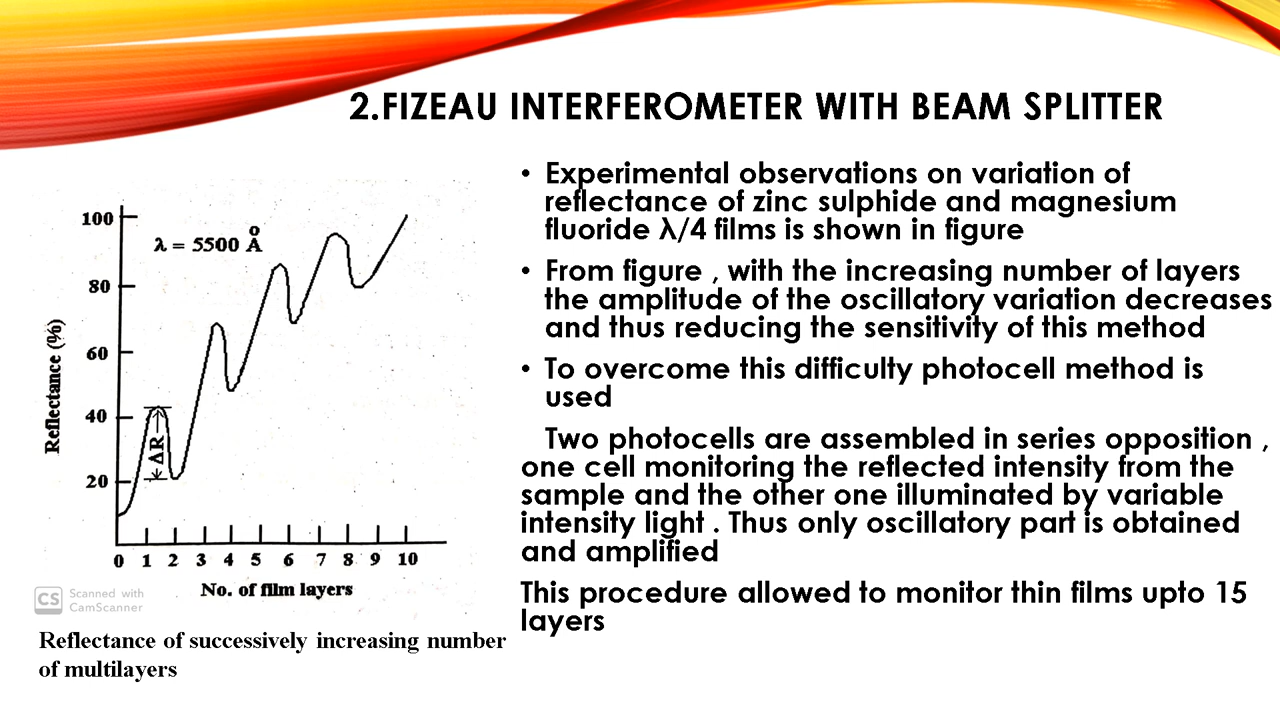 2.FIZEAU INTERFEROMETER WITH BEAM SPLITTER
100
80
60
40
20
λ = 5500 Å
Reflectance (%)
ΔR
0 1 2 3 4 5 6 7 8 9 10
No. of film layers
CS Scanned with
CamScanner
Reflectance of successively increasing number
of multilayers
• Experimental observations on variation of
reflectance of zinc sulphide and magnesium
fluoride λ/4 films is shown in figure
• From figure , with the increasing number of layers
the amplitude of the oscillatory variation decreases
and thus reducing the sensitivity of this method
• To overcome this difficulty photocell method is
used
Two photocells are assembled in series opposition ,
one cell monitoring the reflected intensity from the
sample and the other one illuminated by variable
intensity light . Thus only oscillatory part is obtained
and amplified
This procedure allowed to monitor thin films upto 15
layers